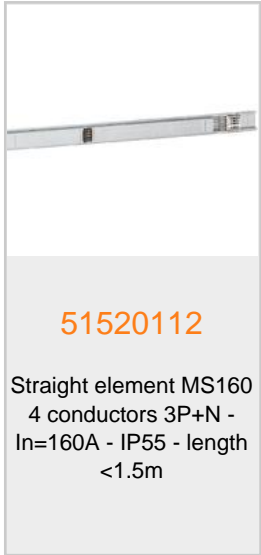 51520112
Straight element MS160
4 conductors 3P+N -
In=160A - IP55 - length
<1.5m